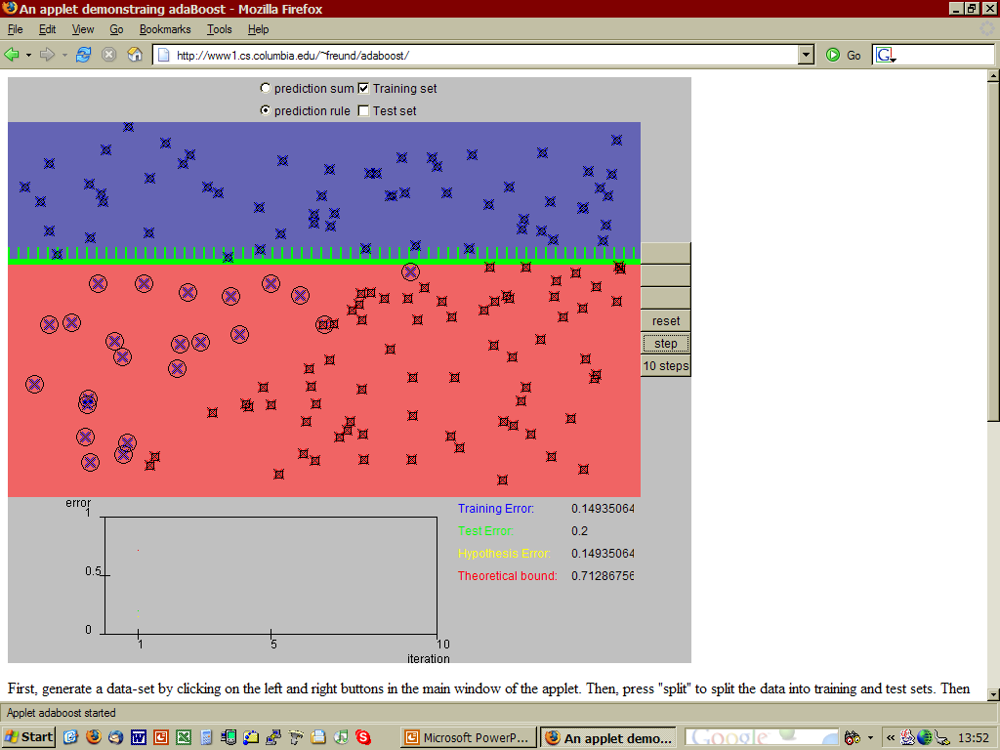 An applet demonstraing adaBoost - Mozilla Firefox
File Edit View Go Bookmarks Tools Help
http://www1.cs.columbia.edu/~freund/adaboost/ Go G
prediction sum Training set
prediction rule Test set
reset
step
10 steps
error
1
0.5
0
1 5 10
iteration
Training Error: 0.14935064
Test Error: 0.2
Hypothesis Error: 0.14935064
Theoretical bound: 0.71286756
First, generate a data-set by clicking on the left and right buttons in the main window of the applet. Then, press "split" to split the data into training and test sets. Then
Applet adaboost started
Start Microsoft PowerP... An applet demo... Google 13:52